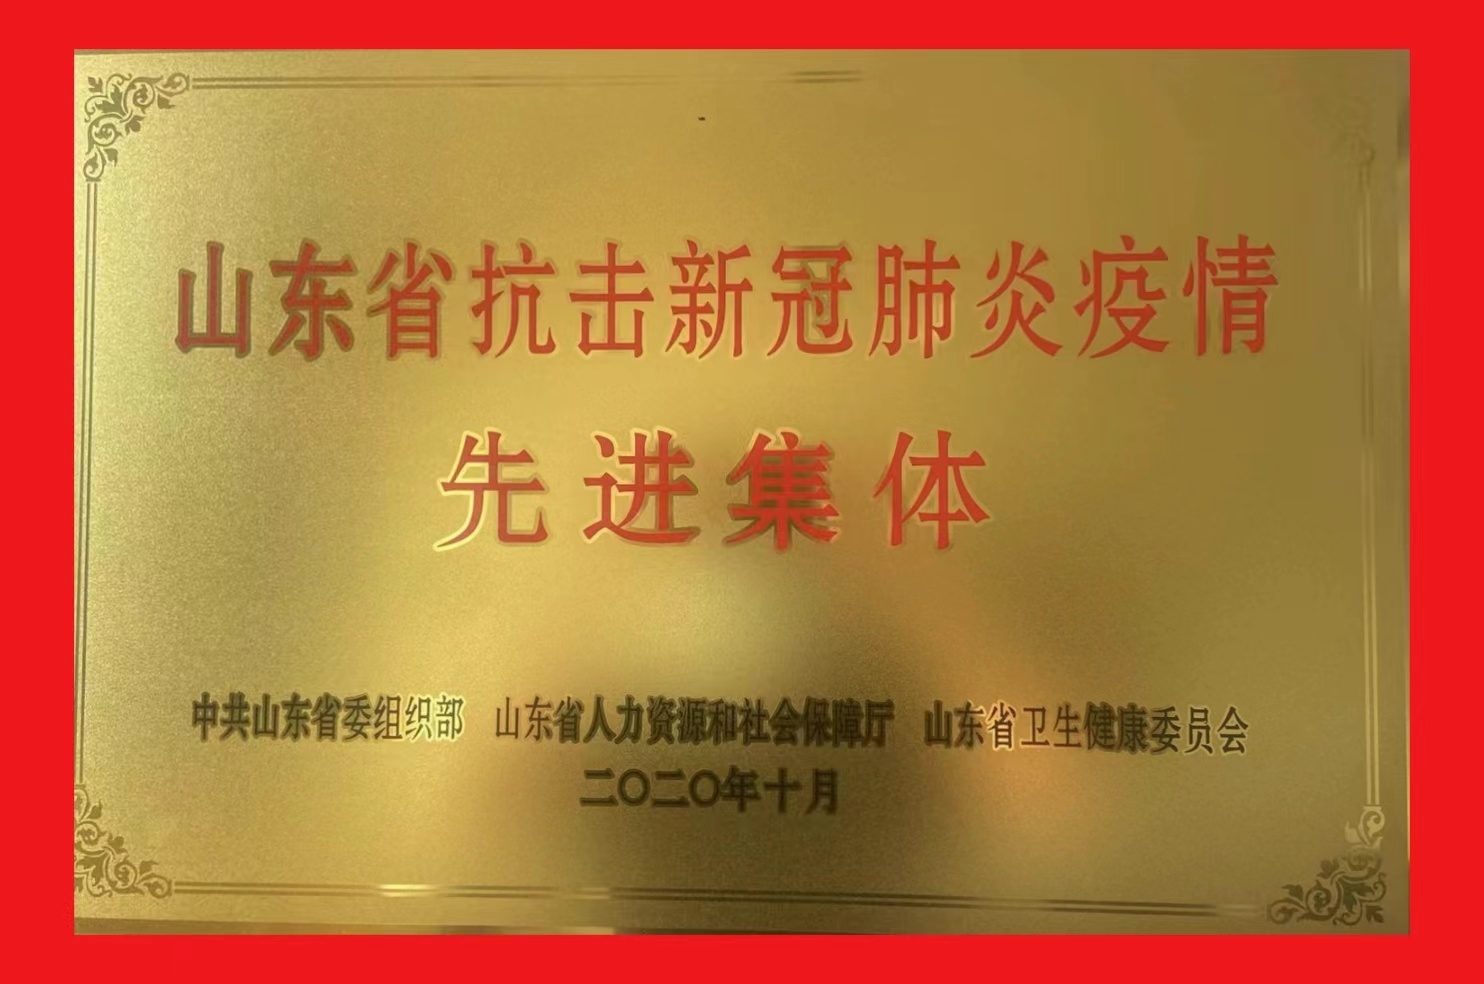 山东省抗击新冠肺炎疫情
先进集体
中共山东省委组织部 山东省人力资源和社会保障厅 山东省卫生健康委员会
二〇二〇年十月